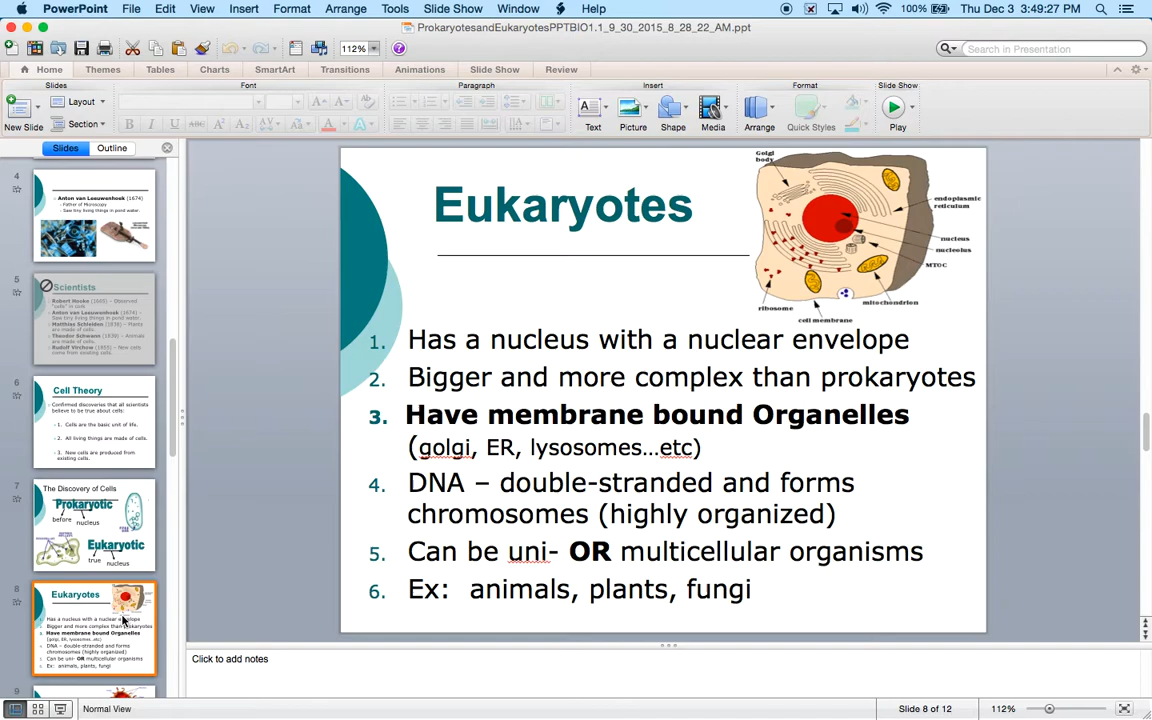 PowerPoint File Edit View Insert Format Arrange Tools Slide Show Window Help 100% Thu Dec 3 3:49:27 PM
ProkaryotesandEukaryotesPPTBIO1.1_9_30_2015_8_28_22_AM.ppt
112% Search in Presentation
Home Themes Tables Charts SmartArt Transitions Animations Slide Show Review
Slides Font Paragraph Insert Format Slide Show
Layout
Section
New Slide Text Picture Shape Media Arrange Quick Styles Play
Slides Outline
4
Anton van Leeuwenhoek (1674)
- Father of Microscopy
- Saw tiny living things in pond water.
5
Scientists
Robert Hooke (1665) - Observed
"cells" in cork
Anton van Leeuwenhoek (1674) -
Saw tiny living things in pond water.
Matthias Schleiden (1838) - Plants
are made of cells.
Theodor Schwann (1839) - Animals
are made of cells.
Rudolf Virchow (1855) - New cells
come from existing cells.
6
Cell Theory
Confirmed discoveries that all scientists
believe to be true about cells:
- 1. Cells are the basic unit of life.
- 2. All living things are made of cells.
- 3. New cells are produced from
existing cells.
7
The Discovery of Cells
Prokaryotic
before nucleus
Eukaryotic
true nucleus
8
Eukaryotes
Has a nucleus with a nuclear envelope
Bigger and more complex than prokaryotes
Have membrane bound Organelles
(golgi, ER, lysosomes...etc)
DNA – double-stranded and forms
chromosomes (highly organized)
Can be uni- OR multicellular organisms
Ex: animals, plants, fungi
9
Eukaryotes
Golgi
body
endoplasmic
reticulum
nucleus
nucleolus
MTOC
mitochondrion
ribosome
cell membrane
1. Has a nucleus with a nuclear envelope
2. Bigger and more complex than prokaryotes
3. Have membrane bound Organelles
(golgi, ER, lysosomes…etc)
4. DNA – double-stranded and forms
chromosomes (highly organized)
5. Can be uni- OR multicellular organisms
6. Ex: animals, plants, fungi
Click to add notes
Normal View Slide 8 of 12 112%